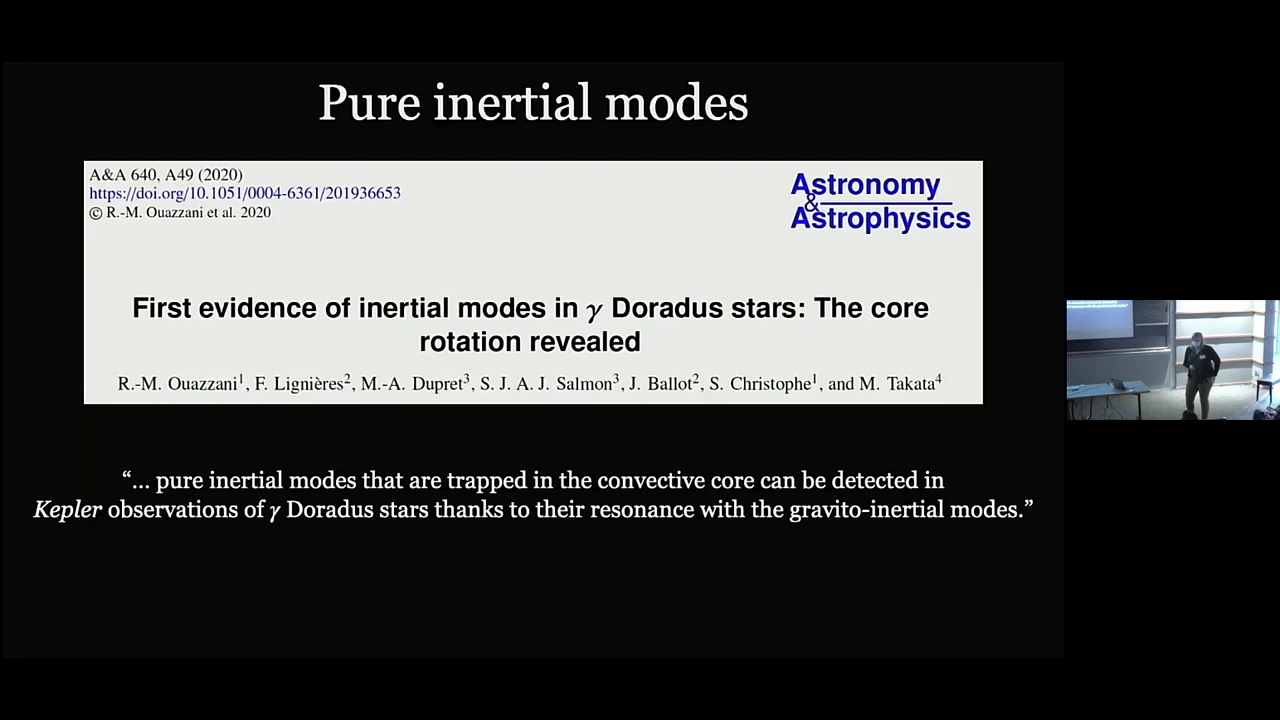 Pure inertial modes
A&A 640, A49 (2020)
https://doi.org/10.1051/0004-6361/201936653
© R.-M. Ouazzani et al. 2020
Astronomy
&
Astrophysics
First evidence of inertial modes in γ Doradus stars: The core
rotation revealed
R.-M. Ouazzani¹, F. Lignières², M.-A. Dupret³, S. J. A. J. Salmon³, J. Ballot², S. Christophe¹, and M. Takata⁴
“... pure inertial modes that are trapped in the convective core can be detected in
Kepler observations of γ Doradus stars thanks to their resonance with the gravito-inertial modes.”